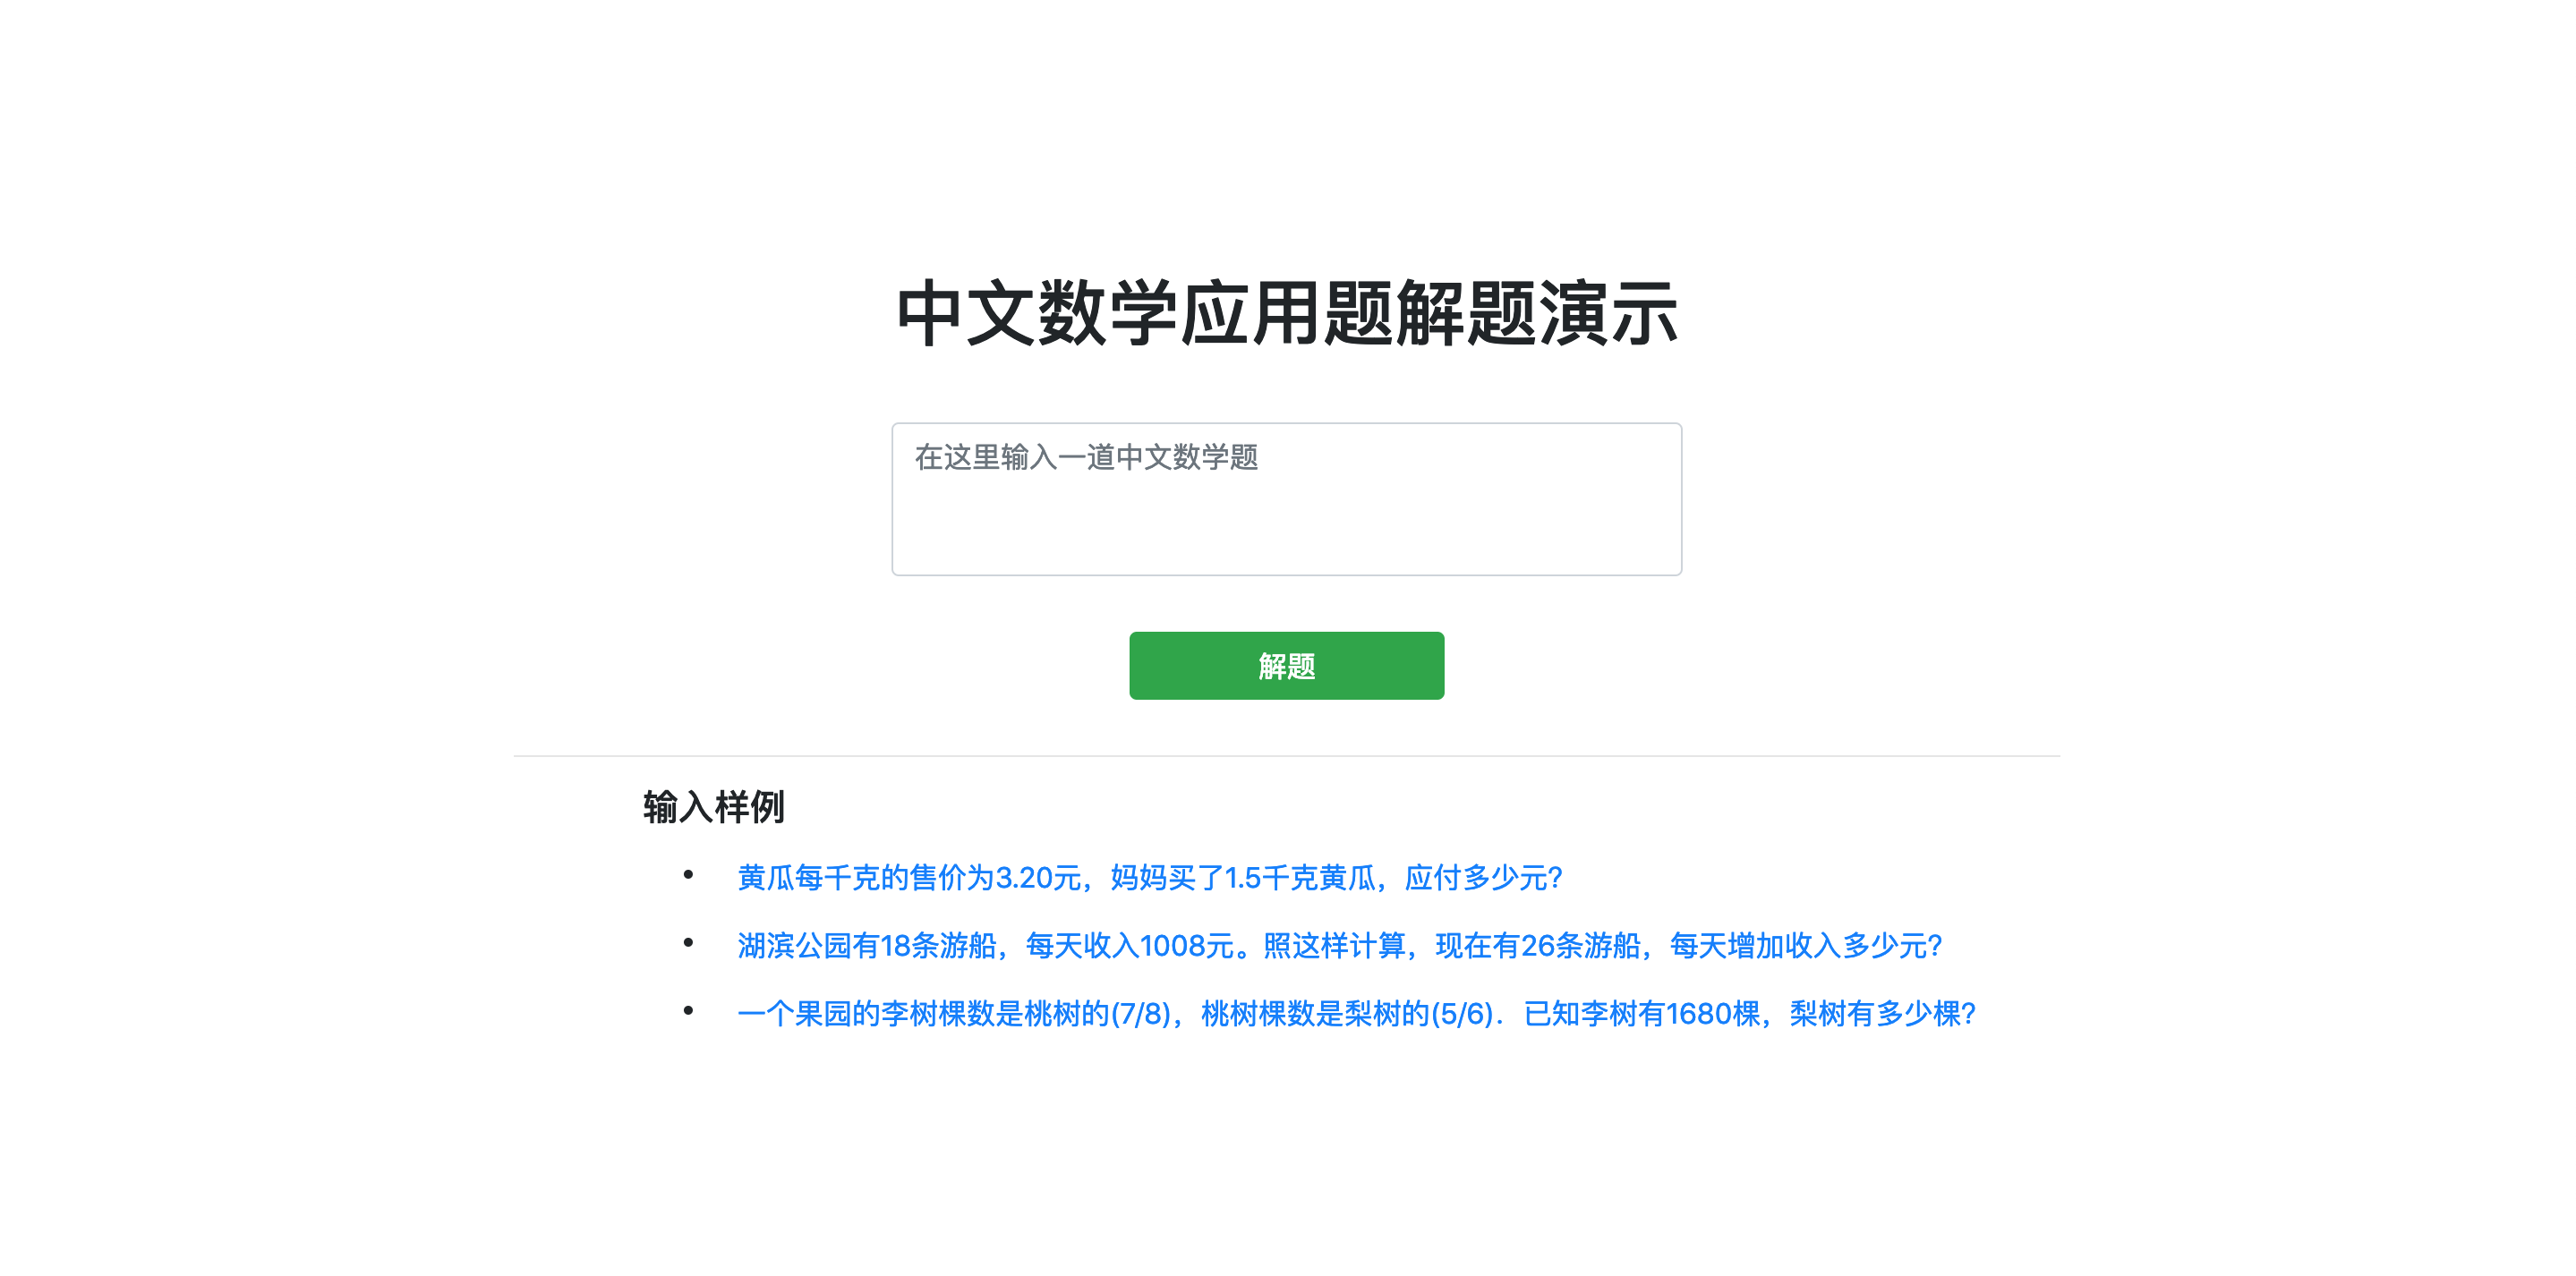 中文数学应用题解题演示
在这里输入一道中文数学题
解题
输入样例
黄瓜每千克的售价为3.20元，妈妈买了1.5千克黄瓜，应付多少元?
湖滨公园有18条游船，每天收入1008元。照这样计算，现在有26条游船，每天增加收入多少元?
一个果园的李树棵数是桃树的(7/8)，桃树棵数是梨树的(5/6)．已知李树有1680棵，梨树有多少棵?